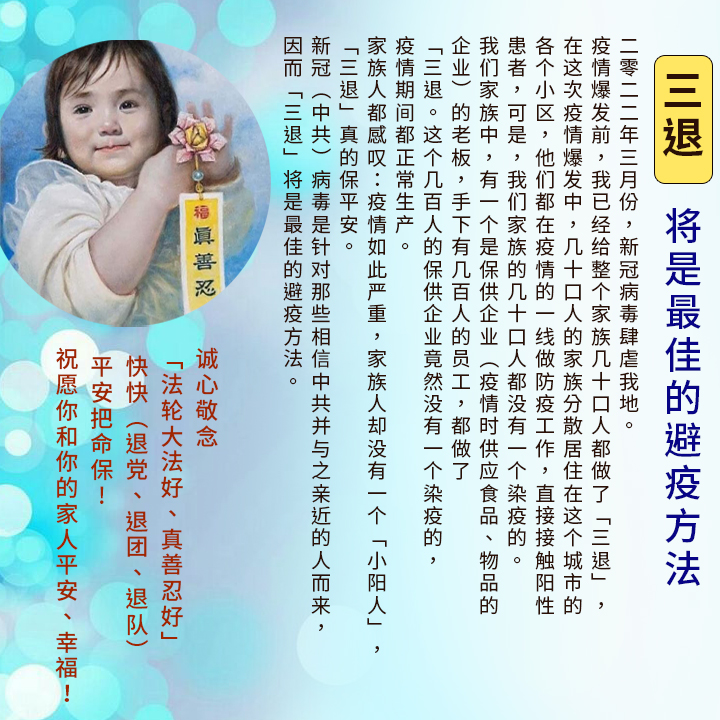 三退
将是最佳的避疫方法
二零二二年三月份，新冠病毒肆虐我地。
疫情爆发前，我已经给整个家族几十口人都做了「三退」，
在这次疫情爆发中，几十口人的家族分散居住在这个城市的
各个小区，他们都在疫情的一线做防疫工作，直接接触阳性
患者，可是，我们家族的几十口人都没有一个染疫的。
我们家族中，有一个是保供企业（疫情时供应食品、物品的
企业）的老板，手下有几百人的员工，都做了
「三退。这个几百人的保供企业竟然没有一个染疫的，
疫情期间都正常生产。
家族人都感叹：疫情如此严重，家族人却没有一个「小阳人」，
「三退」真的保平安。
新冠（中共）病毒是针对那些相信中共并与之亲近的人而来，
因而「三退」将是最佳的避疫方法。
福
真善忍
诚心敬念
「法轮大法好、真善忍好」
快快（退党、退团、退队）
平安把命保！
祝愿你和你的家人平安、幸福！